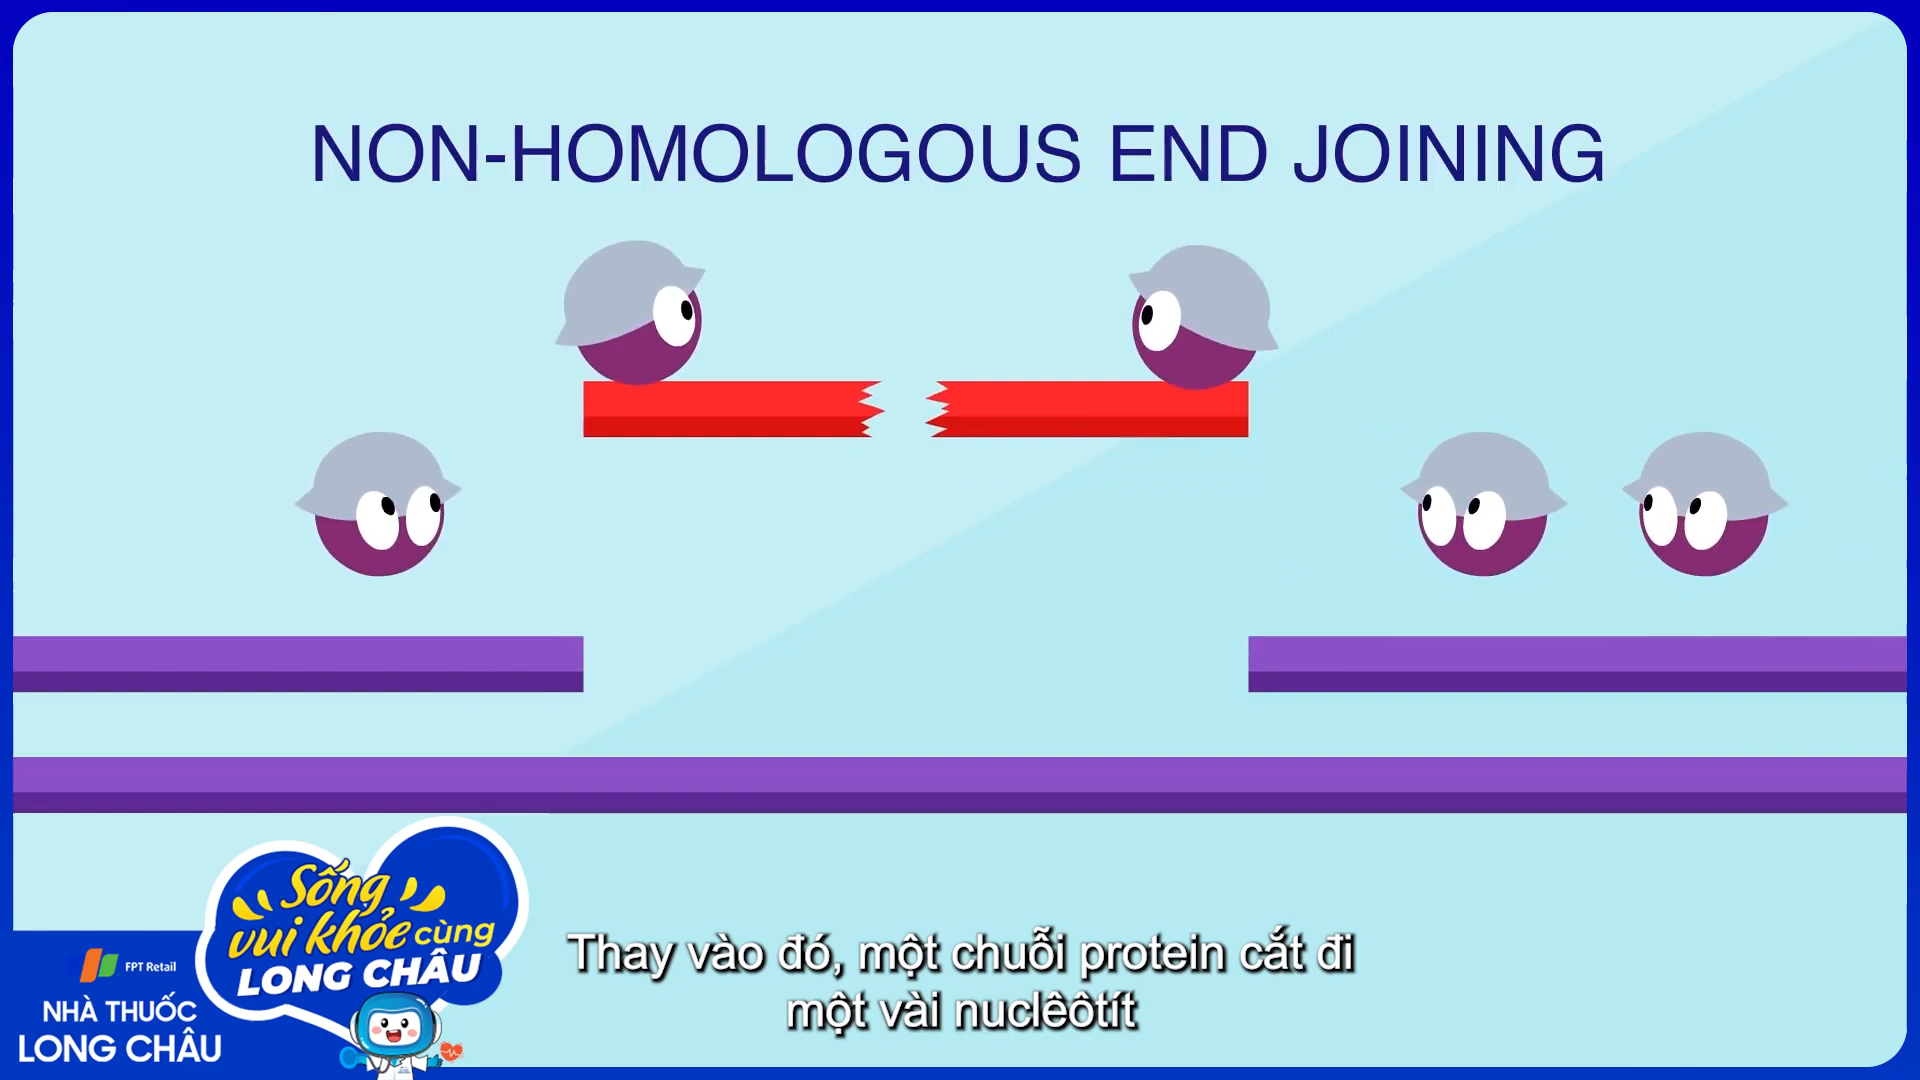 NON-HOMOLOGOUS END JOINING
Sống
vui khỏe cùng
LONG CHÂU
FPT Retail
NHÀ THUỐC
LONG CHÂU
Thay vào đó, một chuỗi protein cắt đi
một vài nuclêôtít